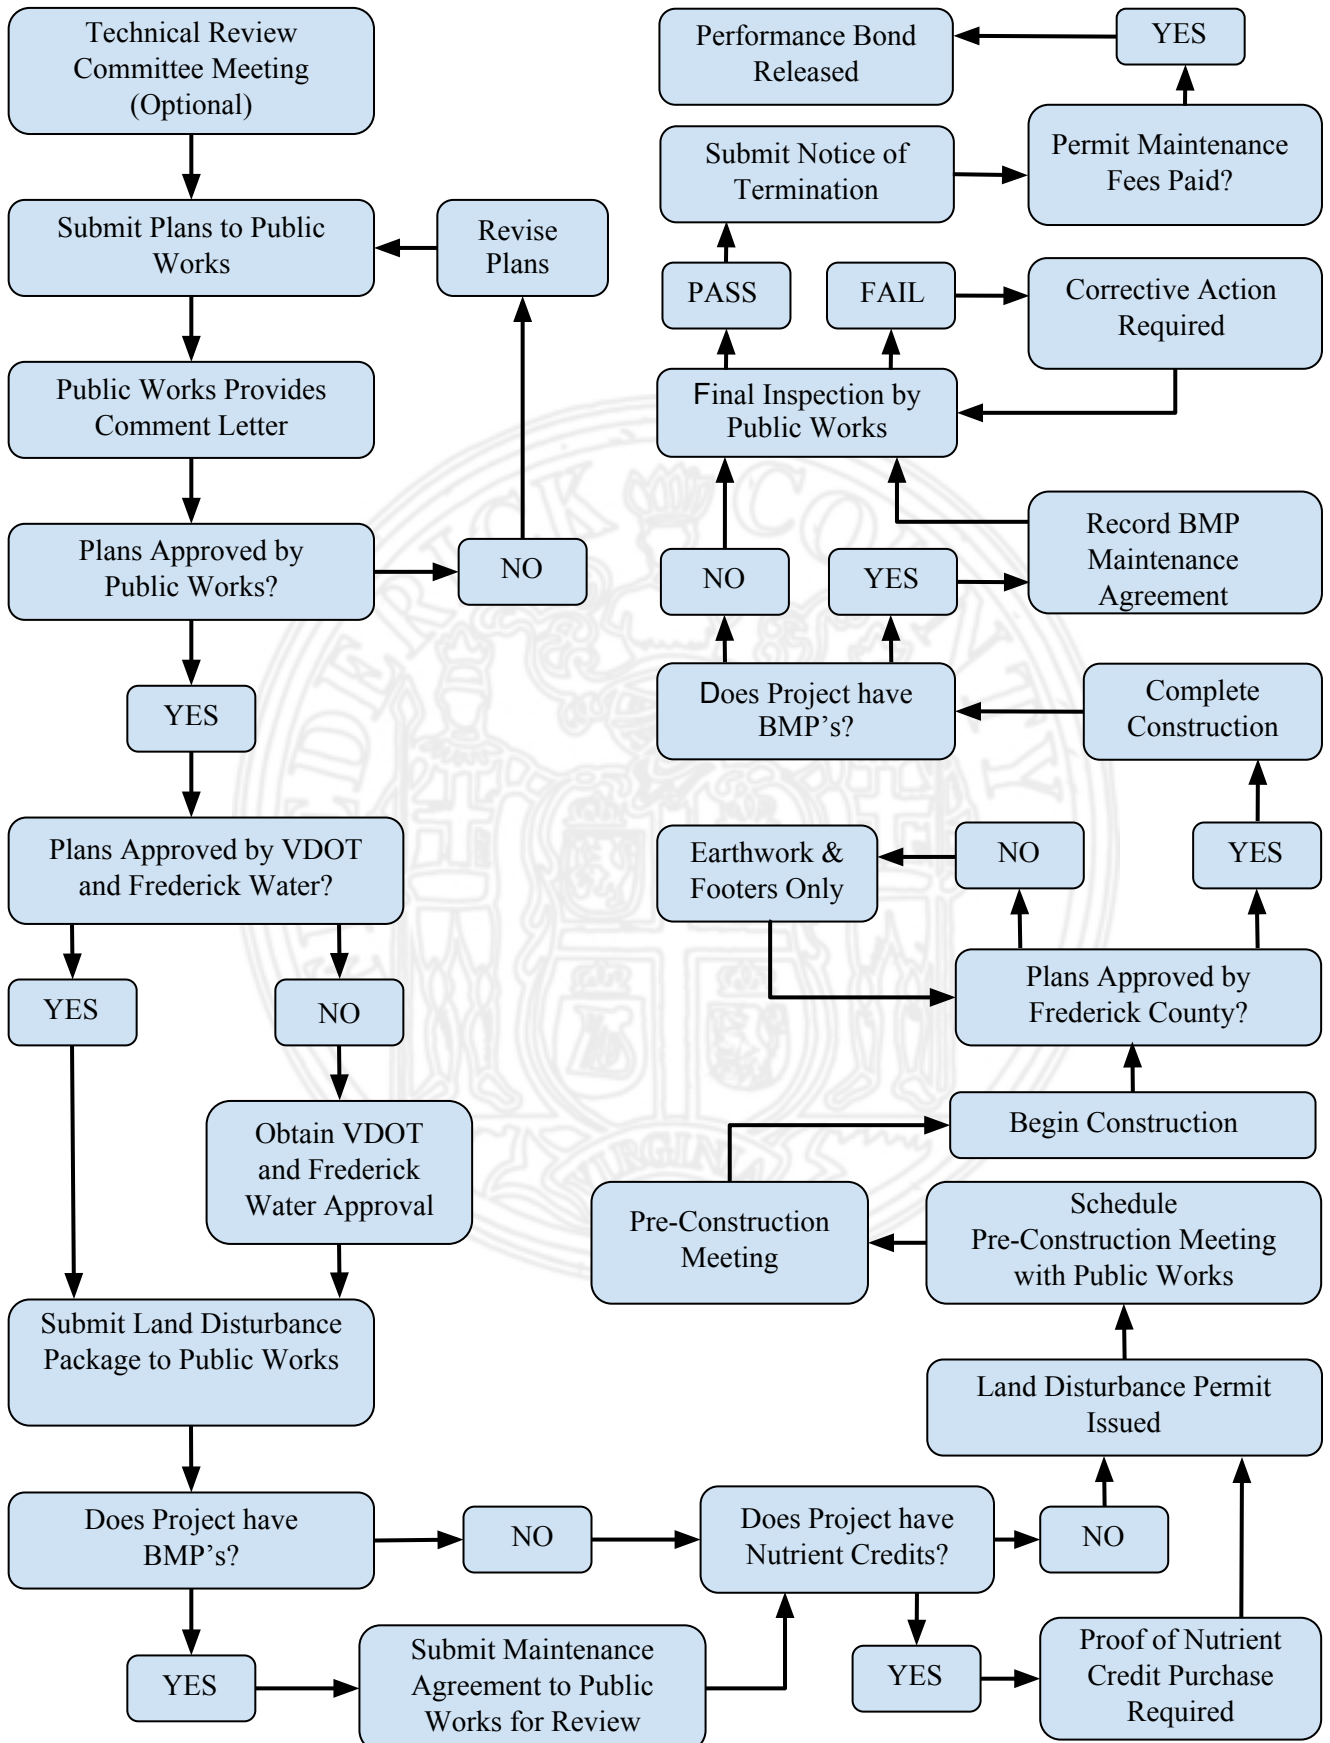 Technical Review
Committee Meeting
(Optional)
Submit Plans to Public
Works
Revise
Plans
Public Works Provides
Comment Letter
Plans Approved by
Public Works?
NO
YES
Plans Approved by VDOT
and Frederick Water?
YES
NO
Obtain VDOT
and Frederick
Water Approval
Submit Land Disturbance
Package to Public Works
Does Project have
BMP's?
NO
YES
Submit Maintenance
Agreement to Public
Works for Review
Does Project have
Nutrient Credits?
NO
YES
Proof of Nutrient
Credit Purchase
Required
Land Disturbance Permit
Issued
Schedule
Pre-Construction Meeting
with Public Works
Pre-Construction
Meeting
Begin Construction
Plans Approved by
Frederick County?
NO
YES
Earthwork &
Footers Only
Complete
Construction
Does Project have
BMP's?
NO
YES
Record BMP
Maintenance
Agreement
Final Inspection by
Public Works
PASS
FAIL
Corrective Action
Required
Submit Notice of
Termination
Permit Maintenance
Fees Paid?
YES
Performance Bond
Released
VIRGINIA